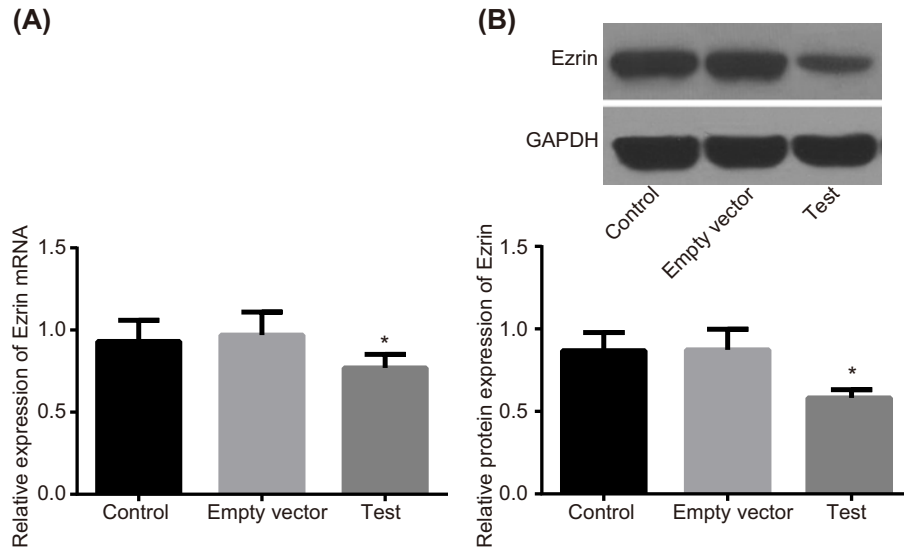 (A)
Relative expression of Ezrin mRNA
1.5
1.0
0.5
0.0
*
Control
Empty vector
Test
(B)
Ezrin
GAPDH
Control
Empty vector
Test
Relative protein expression of Ezrin
1.5
1.0
0.5
0.0
*
Control
Empty vector
Test